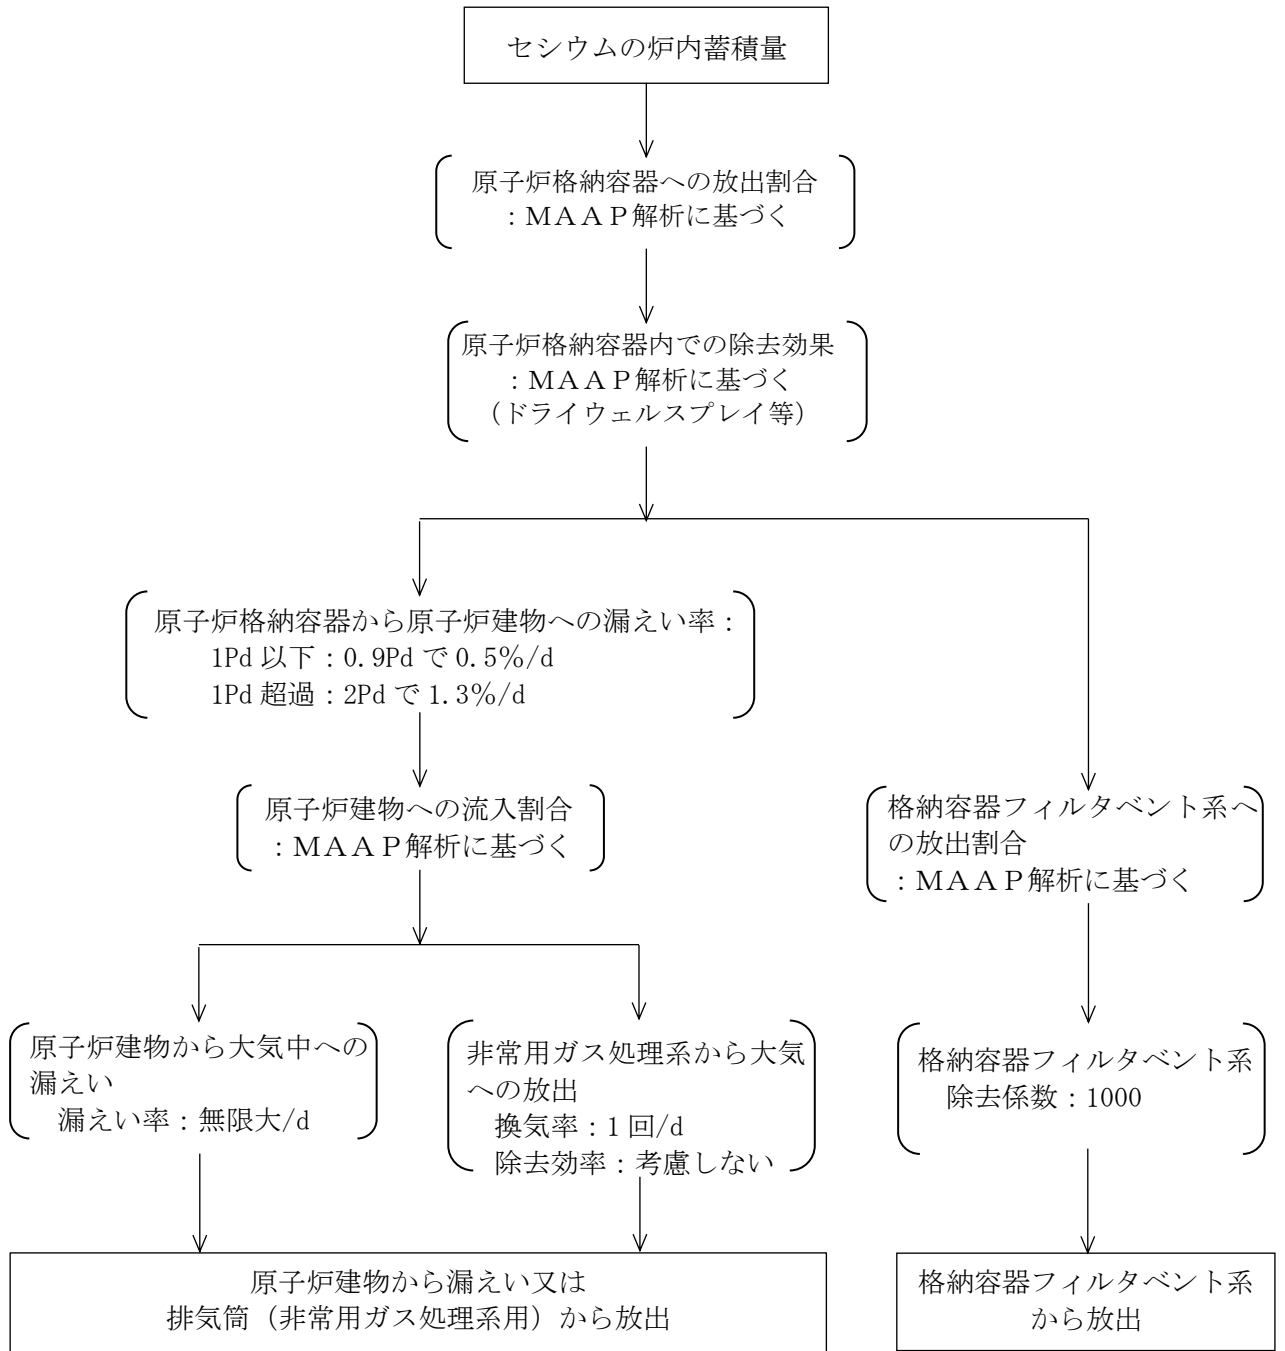 セシウムの炉内蓄積量
原子炉格納容器への放出割合
：ＭＡＡＰ解析に基づく
原子炉格納容器内での除去効果
：ＭＡＡＰ解析に基づく
（ドライウェルスプレイ等）
原子炉格納容器から原子炉建物への漏えい率：
1Pd 以下：0.9Pd で 0.5%/d
1Pd 超過：2Pd で 1.3%/d
原子炉建物への流入割合
：ＭＡＡＰ解析に基づく
格納容器フィルタベント系へ
の放出割合
：ＭＡＡＰ解析に基づく
原子炉建物から大気中への
漏えい
漏えい率：無限大/d
非常用ガス処理系から大気
への放出
換気率：1 回/d
除去効率：考慮しない
格納容器フィルタベント系
除去係数：1000
原子炉建物から漏えい又は
排気筒（非常用ガス処理系用）から放出
格納容器フィルタベント系
から放出